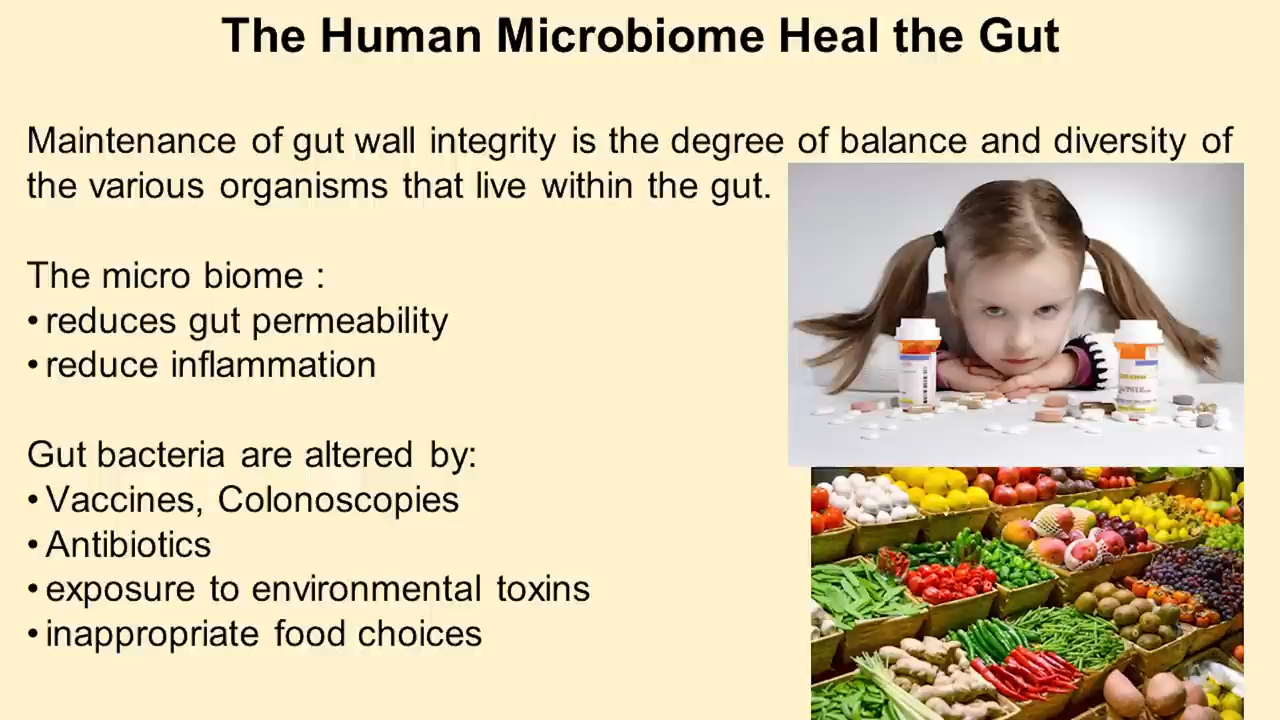 The Human Microbiome Heal the Gut
Maintenance of gut wall integrity is the degree of balance and diversity of
the various organisms that live within the gut.
The micro biome :
• reduces gut permeability
• reduce inflammation
Gut bacteria are altered by:
• Vaccines, Colonoscopies
• Antibiotics
• exposure to environmental toxins
• inappropriate food choices